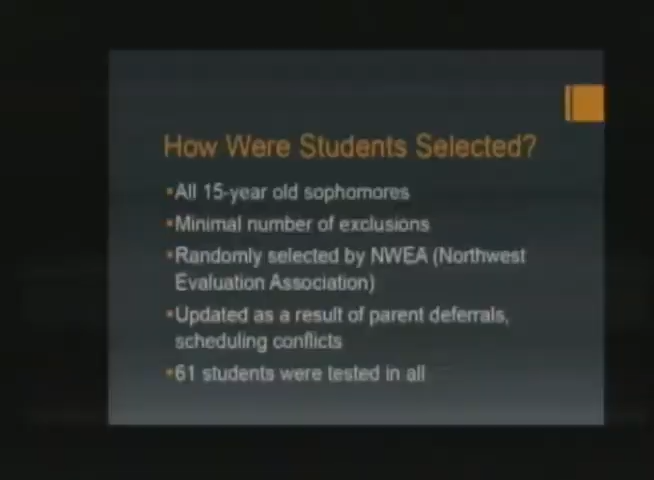 How Were Students Selected?
▪All 15-year old sophomores
▪Minimal number of exclusions
▪Randomly selected by NWEA (Northwest
Evaluation Association)
▪Updated as a result of parent deferrals,
scheduling conflicts
▪61 students were tested in all